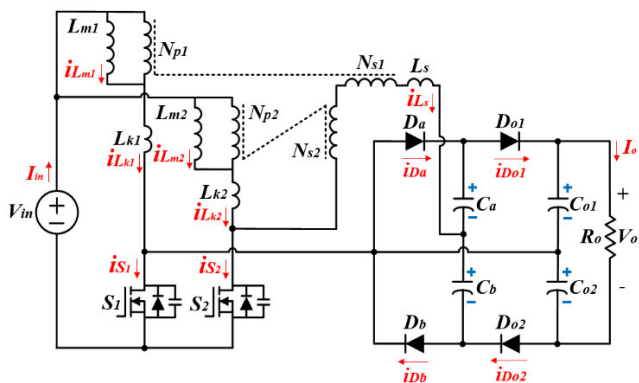 Lm1
Np1
iLm1
Ns1
Ls
iLs
Lm2
Np2
Lk1
iLm2
Ns2
iLk1
Lk2
iLk2
Da
Do1
iDa
iDo1
Io
Iin
Vin
+
−
+
−
Ca
+
−
Co1
+
Ro
Vo
-
iS1
iS2
S1
S2
+
−
Cb
+
−
Co2
Db
Do2
iDb
iDo2